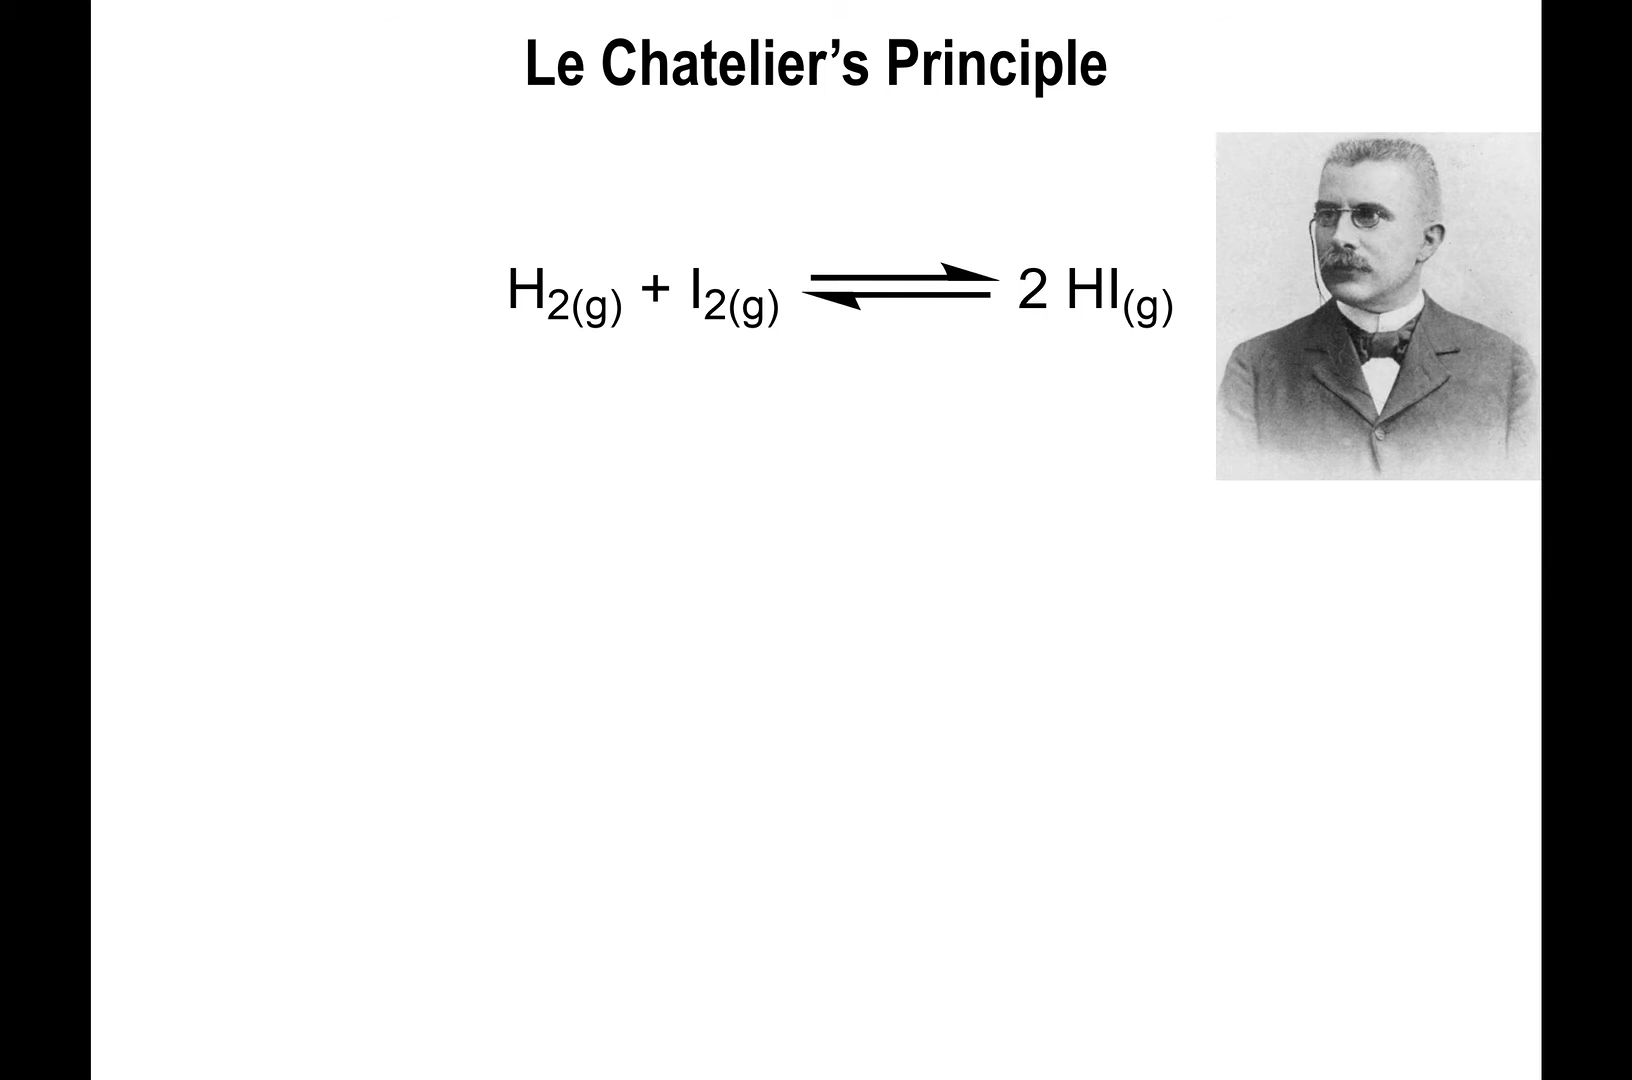 Le Chatelier’s Principle
H2(g) + I2(g) ⇌ 2 HI(g)